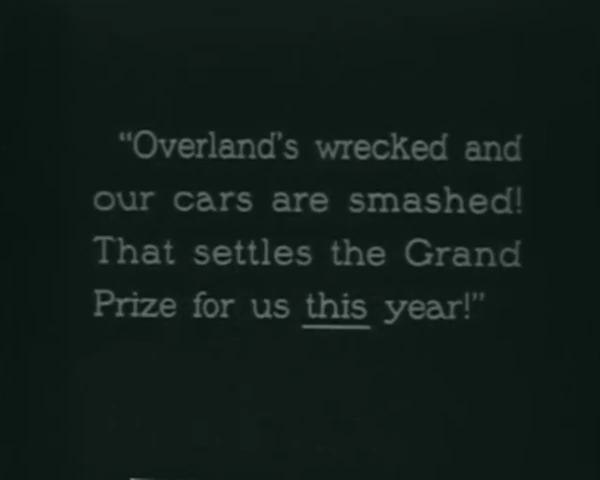 “Overland's wrecked and
our cars are smashed!
That settles the Grand
Prize for us this year!”